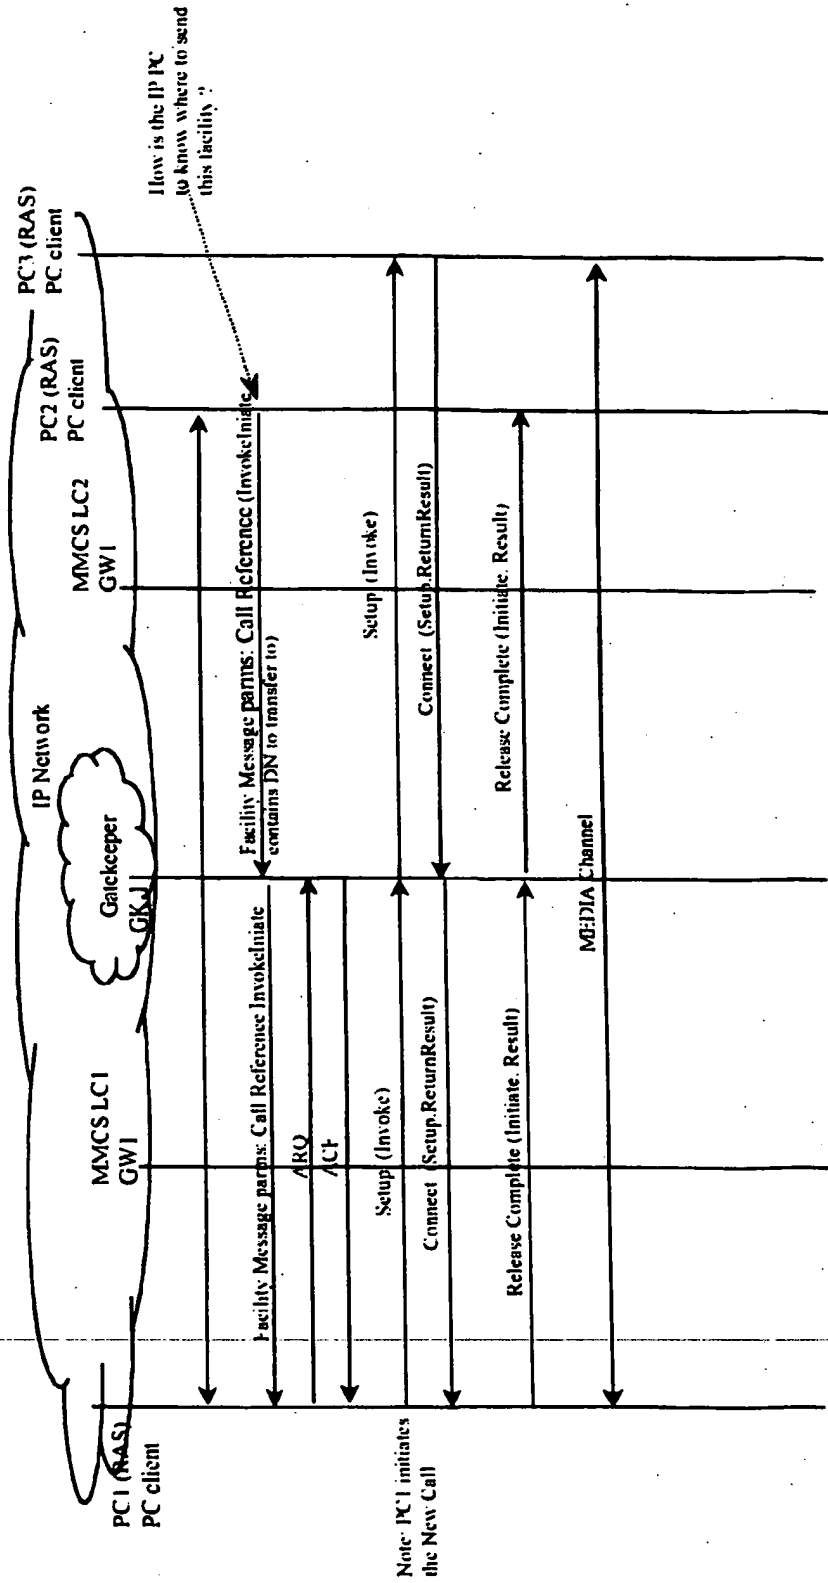 PC1 (RAS)
PC client
MMCS LC1
GW1
Gatekeeper
GKJ
IP Network
MMCS LC2
GW1
PC2 (RAS)
PC client
PC3 (RAS)
PC client
How is the IP PC
to know where to send
this facility ?
Facility Message parms: Call Reference (InvokeIniate
contains DN to transfer to)
Facility Message parms: Call Reference InvokeIniate
ARQ
ACF
Note: PC1 initiates
the New Call
Setup (Invoke)
Setup (Invoke)
Connect (Setup.ReturnResult)
Connect (Setup.ReturnResult)
Release Complete (Initiate. Result)
Release Complete (Initiate. Result)
MEDIA Channel